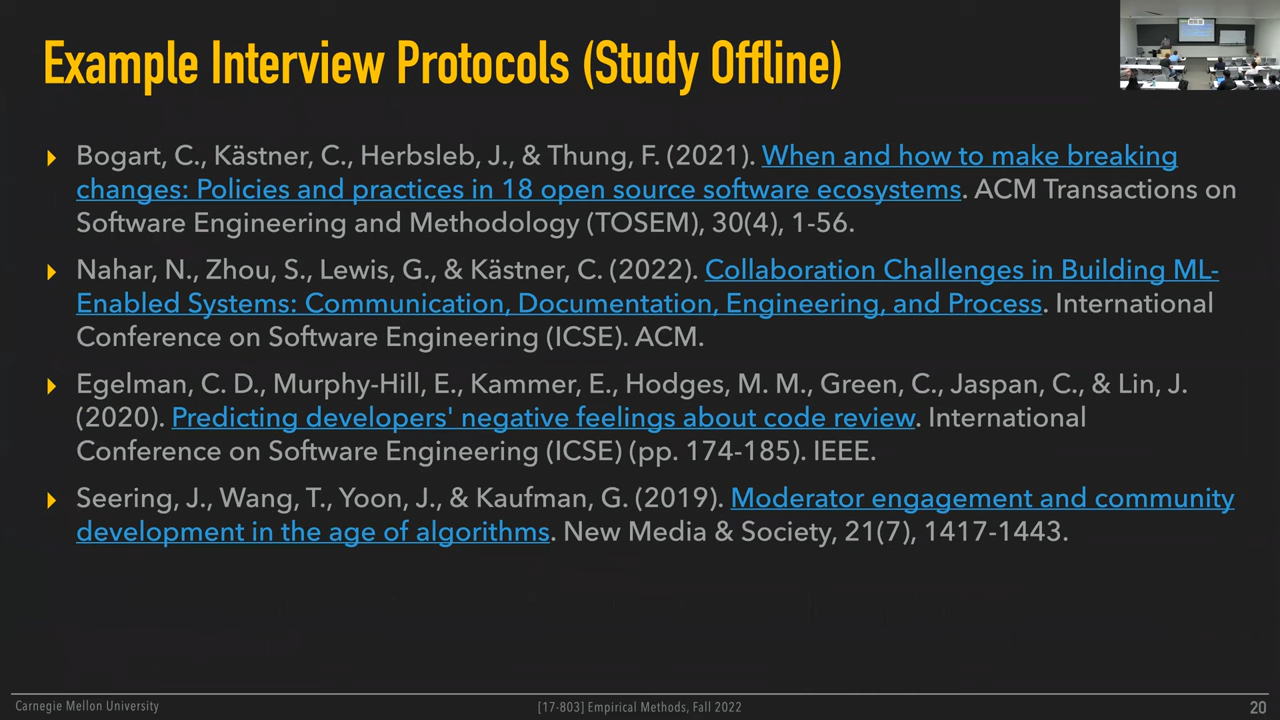 Example Interview Protocols (Study Offline)
Bogart, C., Kästner, C., Herbsleb, J., & Thung, F. (2021). When and how to make breaking
changes: Policies and practices in 18 open source software ecosystems. ACM Transactions on
Software Engineering and Methodology (TOSEM), 30(4), 1-56.
Nahar, N., Zhou, S., Lewis, G., & Kästner, C. (2022). Collaboration Challenges in Building ML-
Enabled Systems: Communication, Documentation, Engineering, and Process. International
Conference on Software Engineering (ICSE). ACM.
Egelman, C. D., Murphy-Hill, E., Kammer, E., Hodges, M. M., Green, C., Jaspan, C., & Lin, J.
(2020). Predicting developers' negative feelings about code review. International
Conference on Software Engineering (ICSE) (pp. 174-185). IEEE.
Seering, J., Wang, T., Yoon, J., & Kaufman, G. (2019). Moderator engagement and community
development in the age of algorithms. New Media & Society, 21(7), 1417-1443.
Carnegie Mellon University
[17-803] Empirical Methods, Fall 2022
20